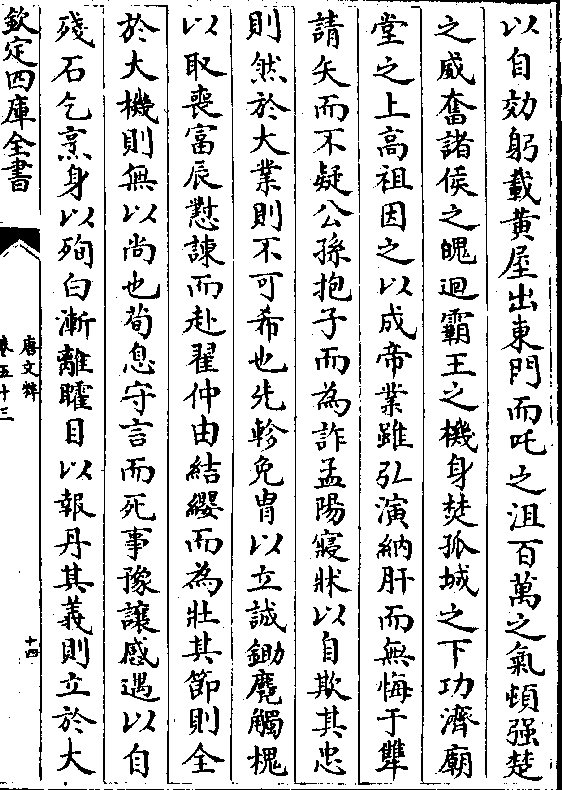 以自効躬載黄屋出東門而吒之沮百萬之氣頓强楚
之威奮諸侯之魄迴霸王之機身焚孤城之下功濟廟
堂之上高祖因之以成帝業雖弘演納肝而無悔于犫
請矢而不疑公孫抱子而為詐孟陽寢牀以自欺其忠
則然於大業則不可希也先軫免胄以立誠鋤麑觸槐
以取喪富辰懟諫而赴翟仲由結纓而為壯其節則全
於大機則無以尚也荀息守言而死事豫讓感遇以自
殘石乞烹身以殉白漸離矐目以報丹其義則立於大
欽定四庫全書
唐文粹
卷五十三
十四